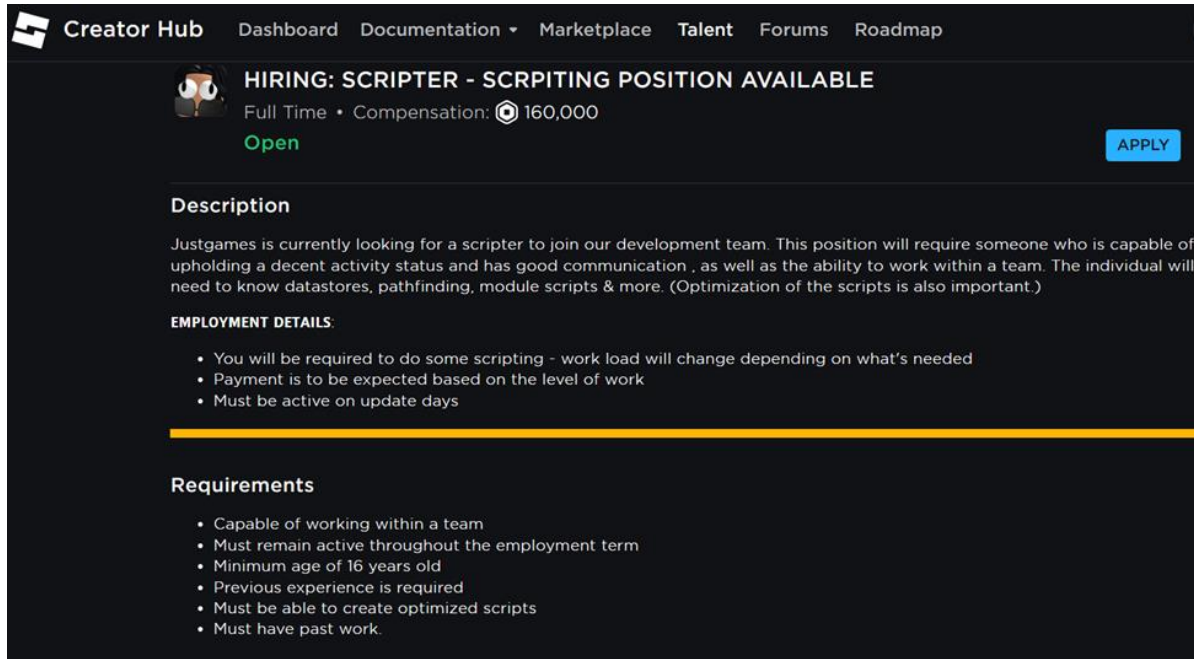 Creator Hub Dashboard Documentation Marketplace Talent Forums Roadmap
HIRING: SCRIPTER - SCRPITING POSITION AVAILABLE
Full Time • Compensation: 160,000
Open
APPLY
Description
Justgames is currently looking for a scripter to join our development team. This position will require someone who is capable of
upholding a decent activity status and has good communication , as well as the ability to work within a team. The individual will
need to know datastores, pathfinding, module scripts & more. (Optimization of the scripts is also important.)
EMPLOYMENT DETAILS:
• You will be required to do some scripting - work load will change depending on what's needed
• Payment is to be expected based on the level of work
• Must be active on update days
Requirements
• Capable of working within a team
• Must remain active throughout the employment term
• Minimum age of 16 years old
• Previous experience is required
• Must be able to create optimized scripts
• Must have past work.